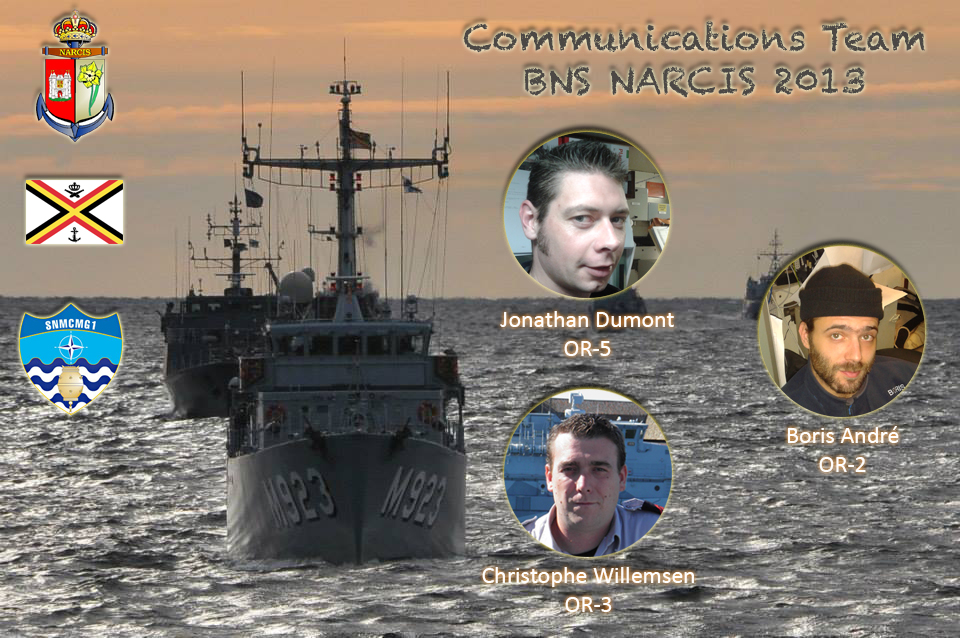 Communications Team
BNS NARCIS 2013
NARCIS
SNMCMG1
M923 M923
Jonathan Dumont
OR-5
BORIS
Boris André
OR-2
Christophe Willemsen
OR-3